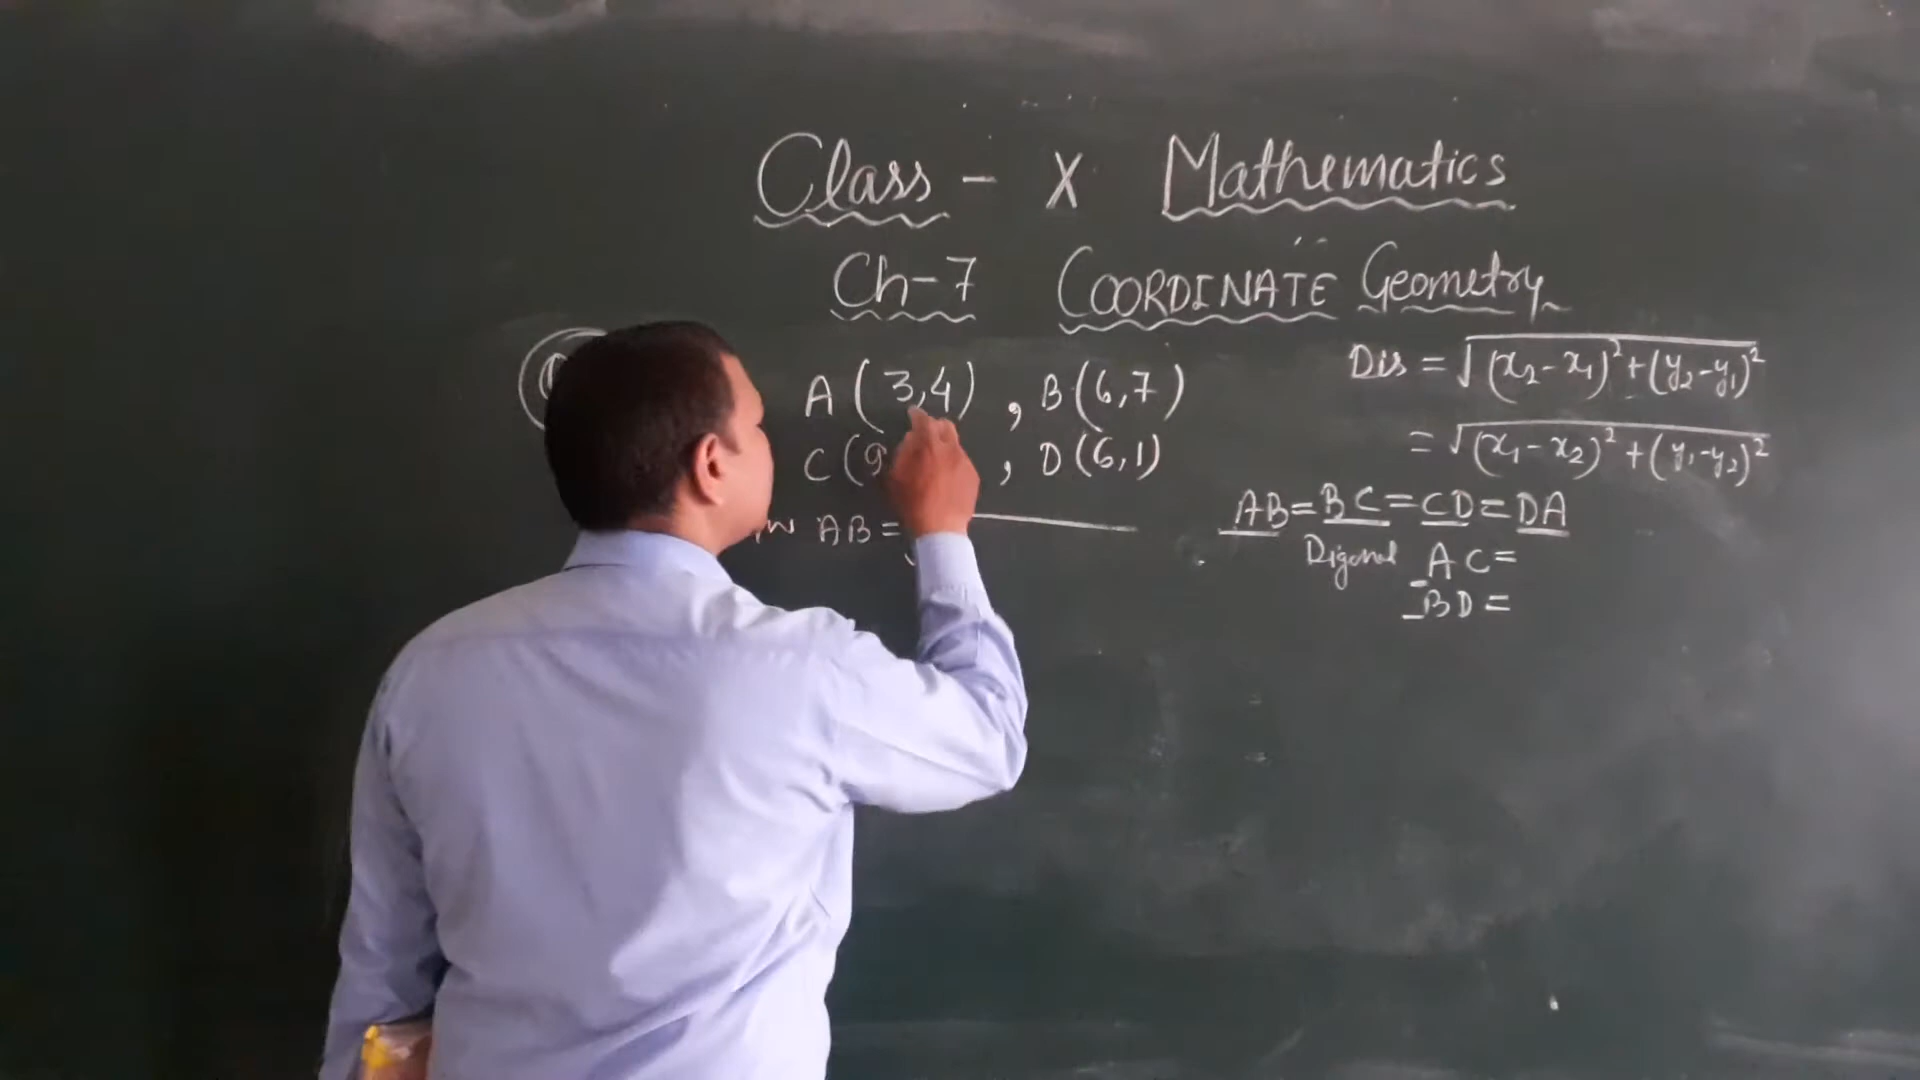 Class - X Mathematics
Ch-7 COORDINATE Geometry
A (3,4) , B (6,7)
C (9 , D (6,1)
AB = √
Dis = √(x₂-x₁)²+(y₂-y₁)²
= √(x₁-x₂)²+(y₁-y₂)²
AB=BC=CD=DA
Digonal AC=
BD=